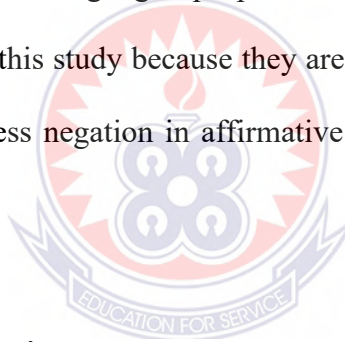 this study because they are
ess negation in affirmative
EDUCATION FOR SERVICE